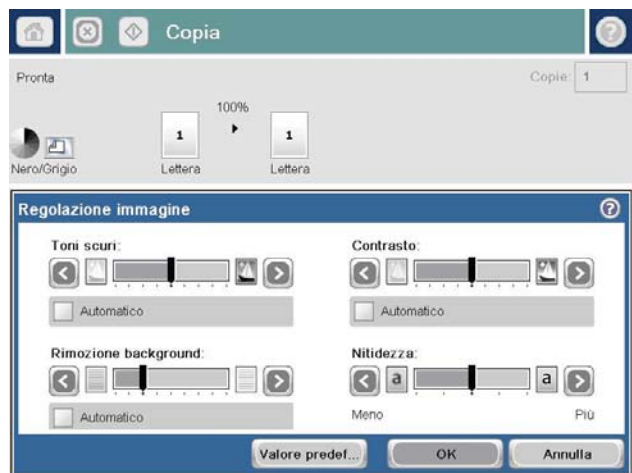 Copia
Pronta
Copie: 1
100%
1 1
Nero/Grigio Lettera Lettera
Regolazione immagine
Toni scuri: Contrasto:
Automatico Automatico
Rimozione background: Nitidezza:
a a
Automatico Meno Più
Valore predef... OK Annulla